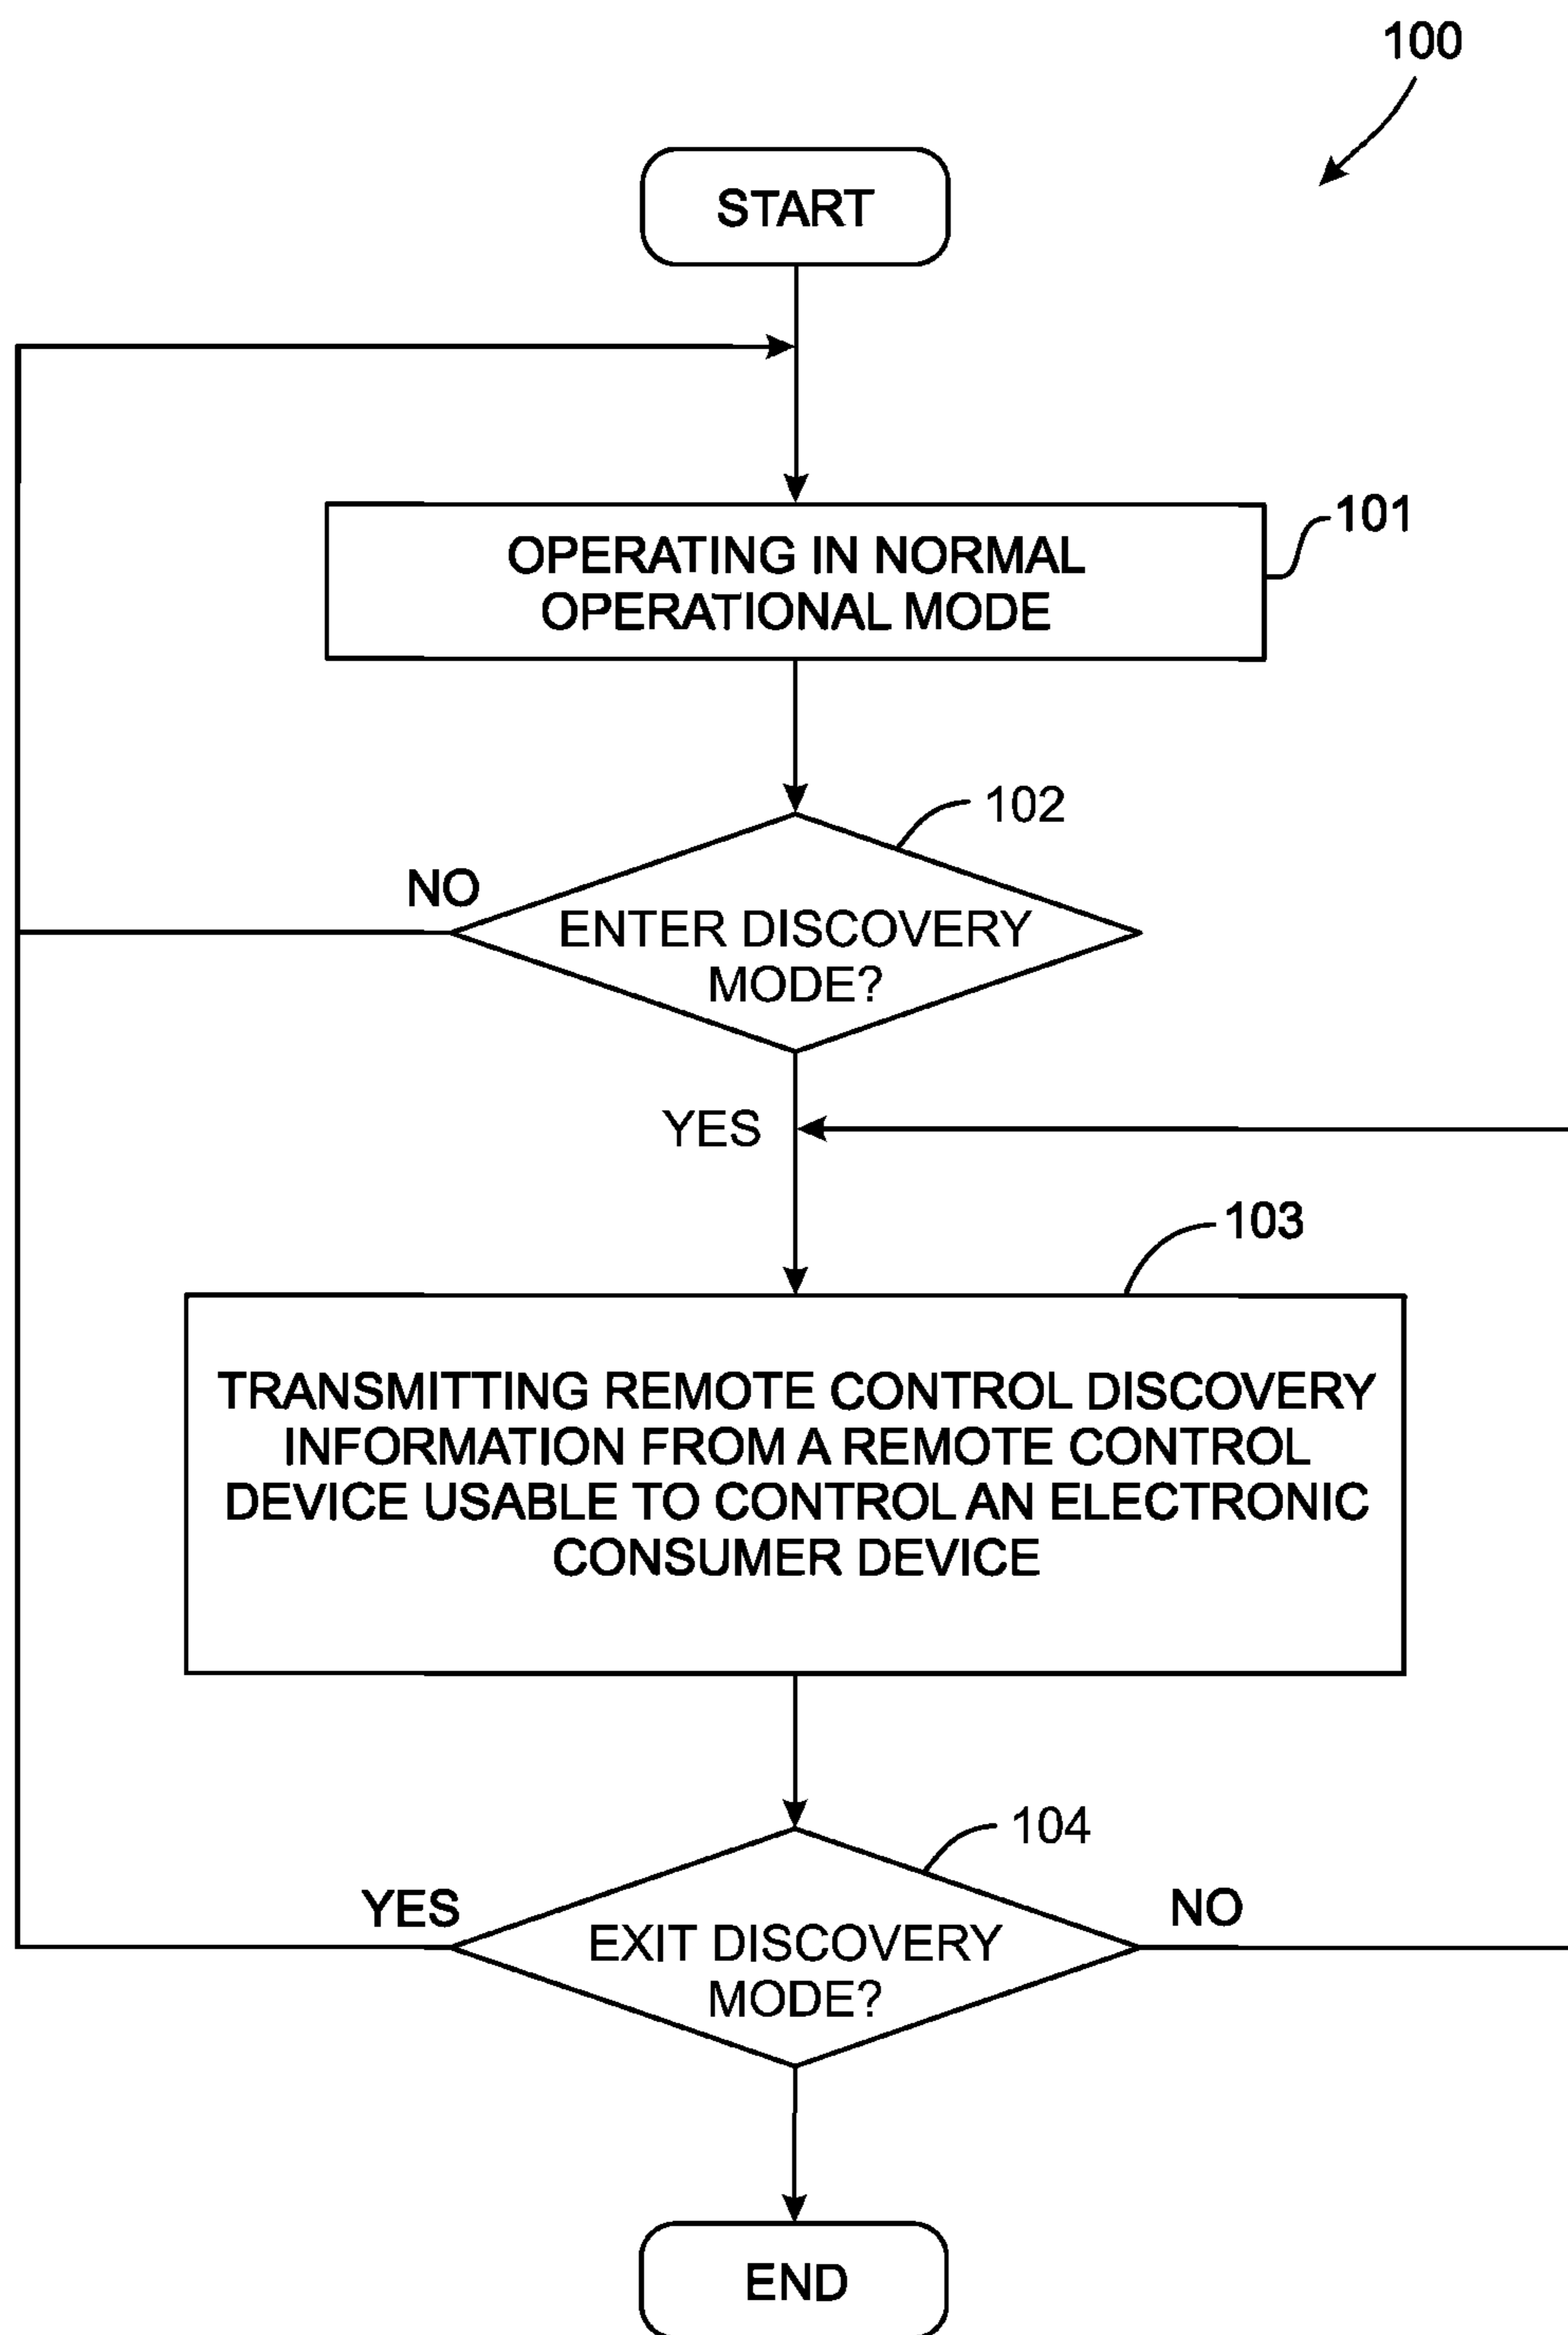 100
START
OPERATING IN NORMAL
OPERATIONAL MODE
101
102
NO
ENTER DISCOVERY
MODE?
YES
103
TRANSMITTING REMOTE CONTROL DISCOVERY
INFORMATION FROM A REMOTE CONTROL
DEVICE USABLE TO CONTROL AN ELECTRONIC
CONSUMER DEVICE
104
YES
NO
EXIT DISCOVERY
MODE?
END